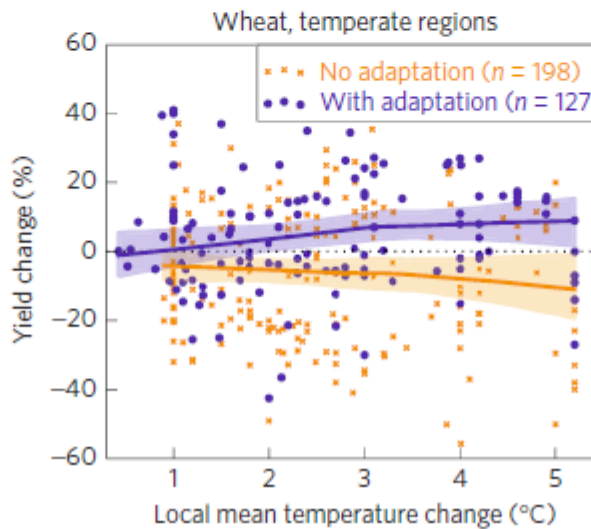 Wheat, temperate regions
60
No adaptation (n = 198)
With adaptation (n = 127
40
20
0
−20
−40
−60
Yield change (%)
1 2 3 4 5
Local mean temperature change (°C)